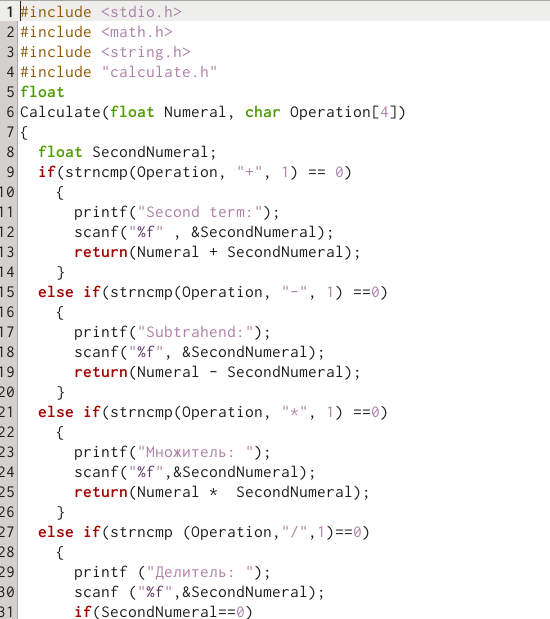 1 #include <stdio.h>
2 #include <math.h>
3 #include <string.h>
4 #include "calculate.h"
5 float
6 Calculate(float Numeral, char Operation[4])
7 {
8   float SecondNumeral;
9   if(strncmp(Operation, "+", 1) == 0)
10     {
11       printf("Second term:");
12       scanf("%f" , &SecondNumeral);
13       return(Numeral + SecondNumeral);
14     }
15   else if(strncmp(Operation, "-", 1) ==0)
16     {
17       printf("Subtrahend:");
18       scanf("%f", &SecondNumeral);
19       return(Numeral - SecondNumeral);
20     }
21   else if(strncmp(Operation, "*", 1) ==0)
22     {
23       printf("Множитель: ");
24       scanf("%f",&SecondNumeral);
25       return(Numeral *  SecondNumeral);
26     }
27   else if(strncmp (Operation,"/",1)==0)
28     {
29       printf ("Делитель: ");
30       scanf ("%f",&SecondNumeral);
31       if(SecondNumeral==0)